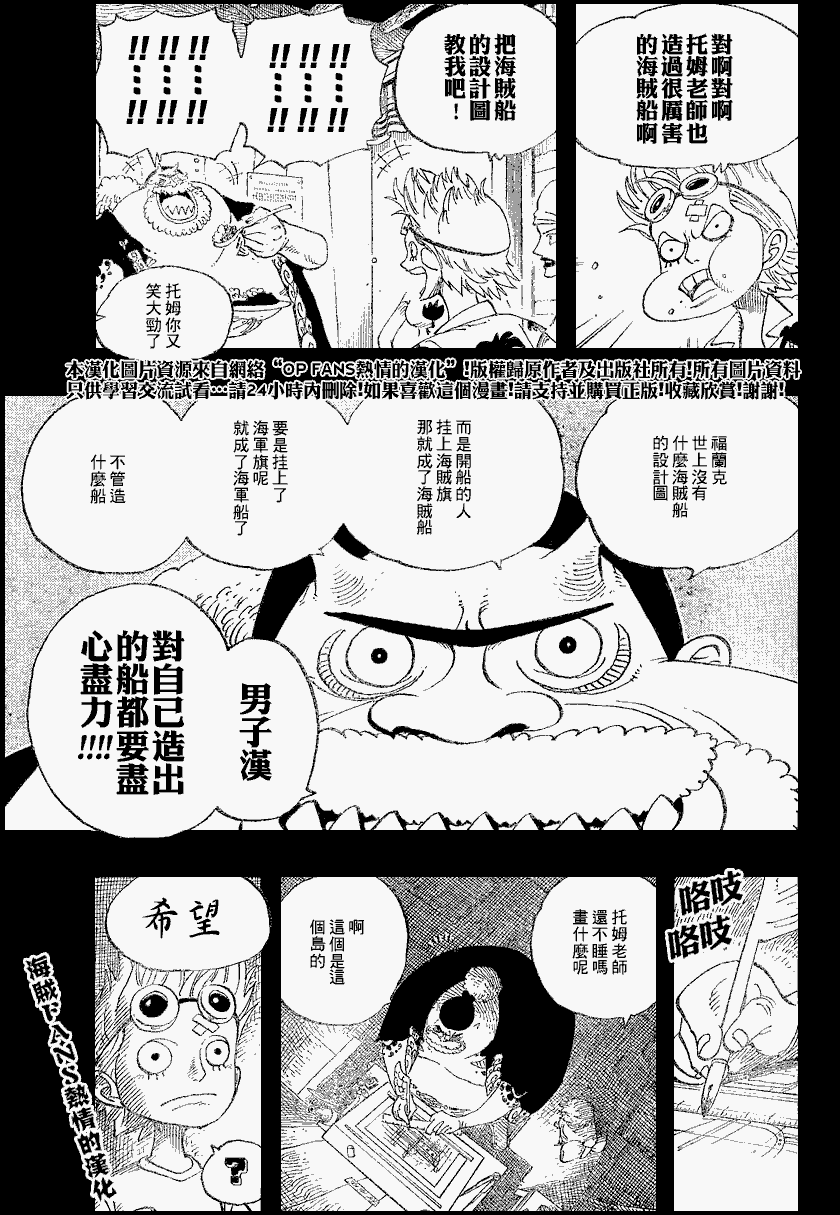 對啊對啊
托姆老師也
造過很厲害
的海賊船啊
把海賊船
的設計圖
教我吧！
!!……!!
!!……!!
!!……!!
!!……!!
!!……!!
!!……!!
托姆你又
笑大勁了
本漢化圖片資源來自網絡“OP FANS熱情的漢化”!版權歸原作者及出版社所有!所有圖片資料
只供學習交流試看…請24小時內刪除!如果喜歡這個漫畫!請支持並購買正版!收藏欣賞!謝謝!
福蘭克
世上沒有
什麼海賊船
的設計圖
而是開船的人
挂上海賊旗
那就成了海賊船
要是挂上了
海軍旗呢
就成了海軍船了
不管造
什麼船
男子漢
對自己造出
的船都要盡
心盡力!!!!
咯吱
咯吱
托姆老師
還不睡嗎
畫什麼呢
啊
這個是這
個島的
希望
?
海賊FANS熱情的漢化